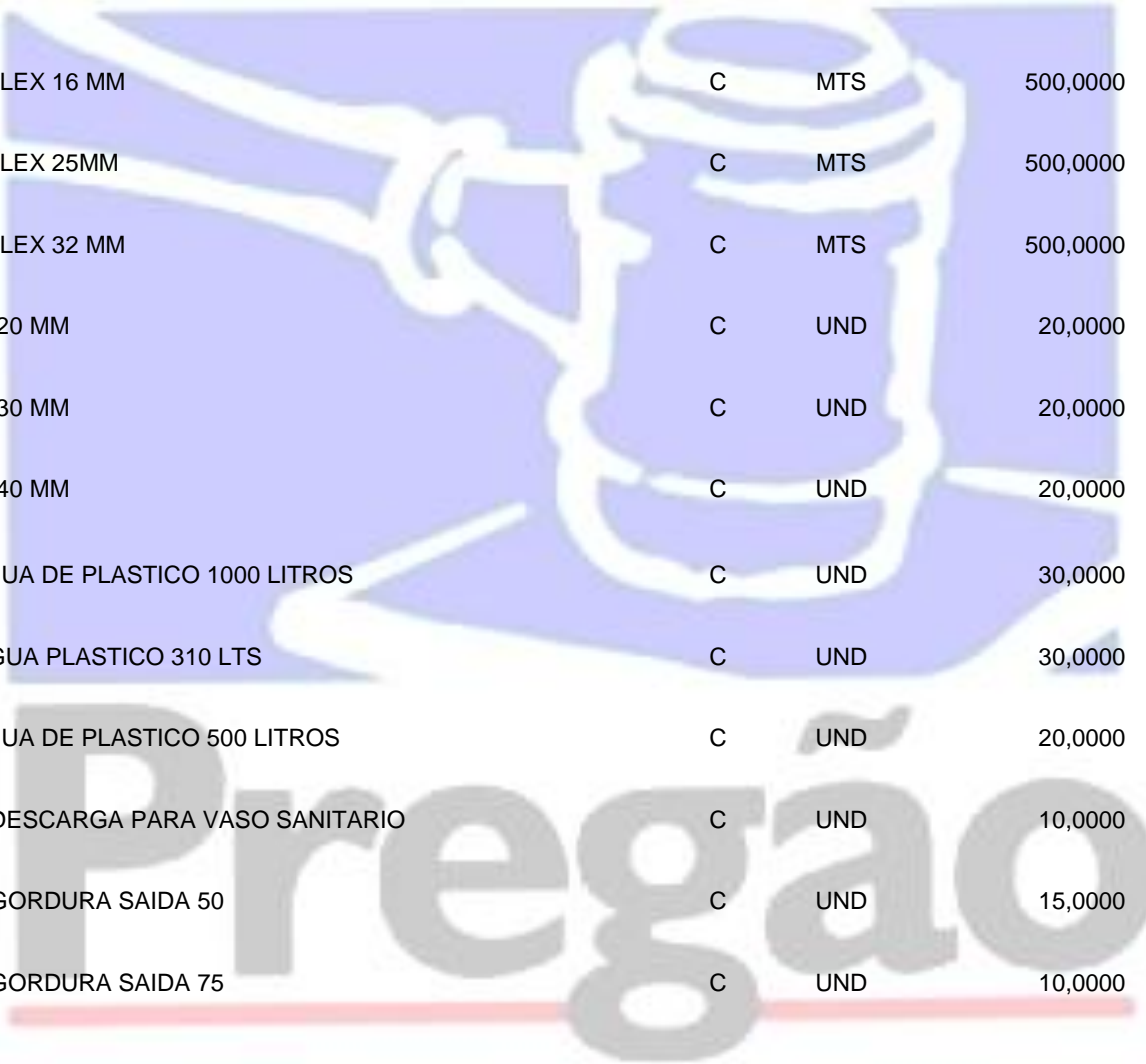 LEX 16 MM C MTS 500,0000
LEX 25MM C MTS 500,0000
LEX 32 MM C MTS 500,0000
20 MM C UND 20,0000
30 MM C UND 20,0000
40 MM C UND 20,0000
UA DE PLASTICO 1000 LITROS C UND 30,0000
GUA PLASTICO 310 LTS C UND 30,0000
UA DE PLASTICO 500 LITROS C UND 20,0000
DESCARGA PARA VASO SANITARIO C UND 10,0000
GORDURA SAIDA 50 C UND 15,0000
GORDURA SAIDA 75 C UND 10,0000
Pregão